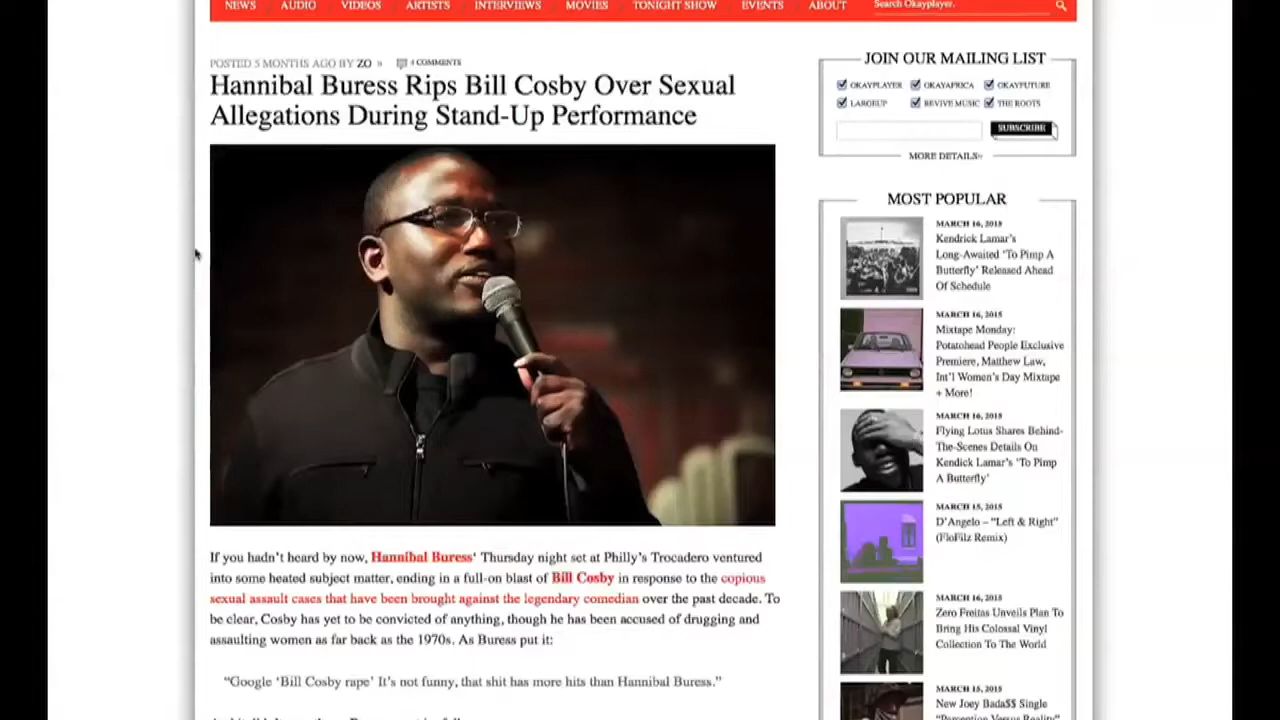 NEWS AUDIO VIDEOS ARTISTS INTERVIEWS MOVIES TONIGHT SHOW EVENTS ABOUT Search Okayplayer.
POSTED 5 MONTHS AGO BY ZO » 4 COMMENTS
Hannibal Buress Rips Bill Cosby Over Sexual
Allegations During Stand-Up Performance
If you hadn't heard by now, Hannibal Buress' Thursday night set at Philly's Trocadero ventured
into some heated subject matter, ending in a full-on blast of Bill Cosby in response to the copious
sexual assault cases that have been brought against the legendary comedian over the past decade. To
be clear, Cosby has yet to be convicted of anything, though he has been accused of drugging and
assaulting women as far back as the 1970s. As Buress put it:
"Google 'Bill Cosby rape' It's not funny, that shit has more hits than Hannibal Buress."
JOIN OUR MAILING LIST
OKAYPLAYER OKAYAFRICA OKAYFUTURE
LARGEUP REVIVE MUSIC THE ROOTS
SUBSCRIBE
MORE DETAILS»
MOST POPULAR
MARCH 16, 2015
Kendrick Lamar's
Long-Awaited 'To Pimp A
Butterfly' Released Ahead
Of Schedule
MARCH 16, 2015
Mixtape Monday:
Potatohead People Exclusive
Premiere, Matthew Law,
Int'l Women's Day Mixtape
+ More!
MARCH 16, 2015
Flying Lotus Shares Behind-
The-Scenes Details On
Kendick Lamar's 'To Pimp
A Butterfly'
MARCH 15, 2015
D'Angelo – "Left & Right"
(FloFilz Remix)
MARCH 16, 2015
Zero Freitas Unveils Plan To
Bring His Colossal Vinyl
Collection To The World
MARCH 15, 2015
New Joey Bada$$ Single
"Perception Versus Reality"